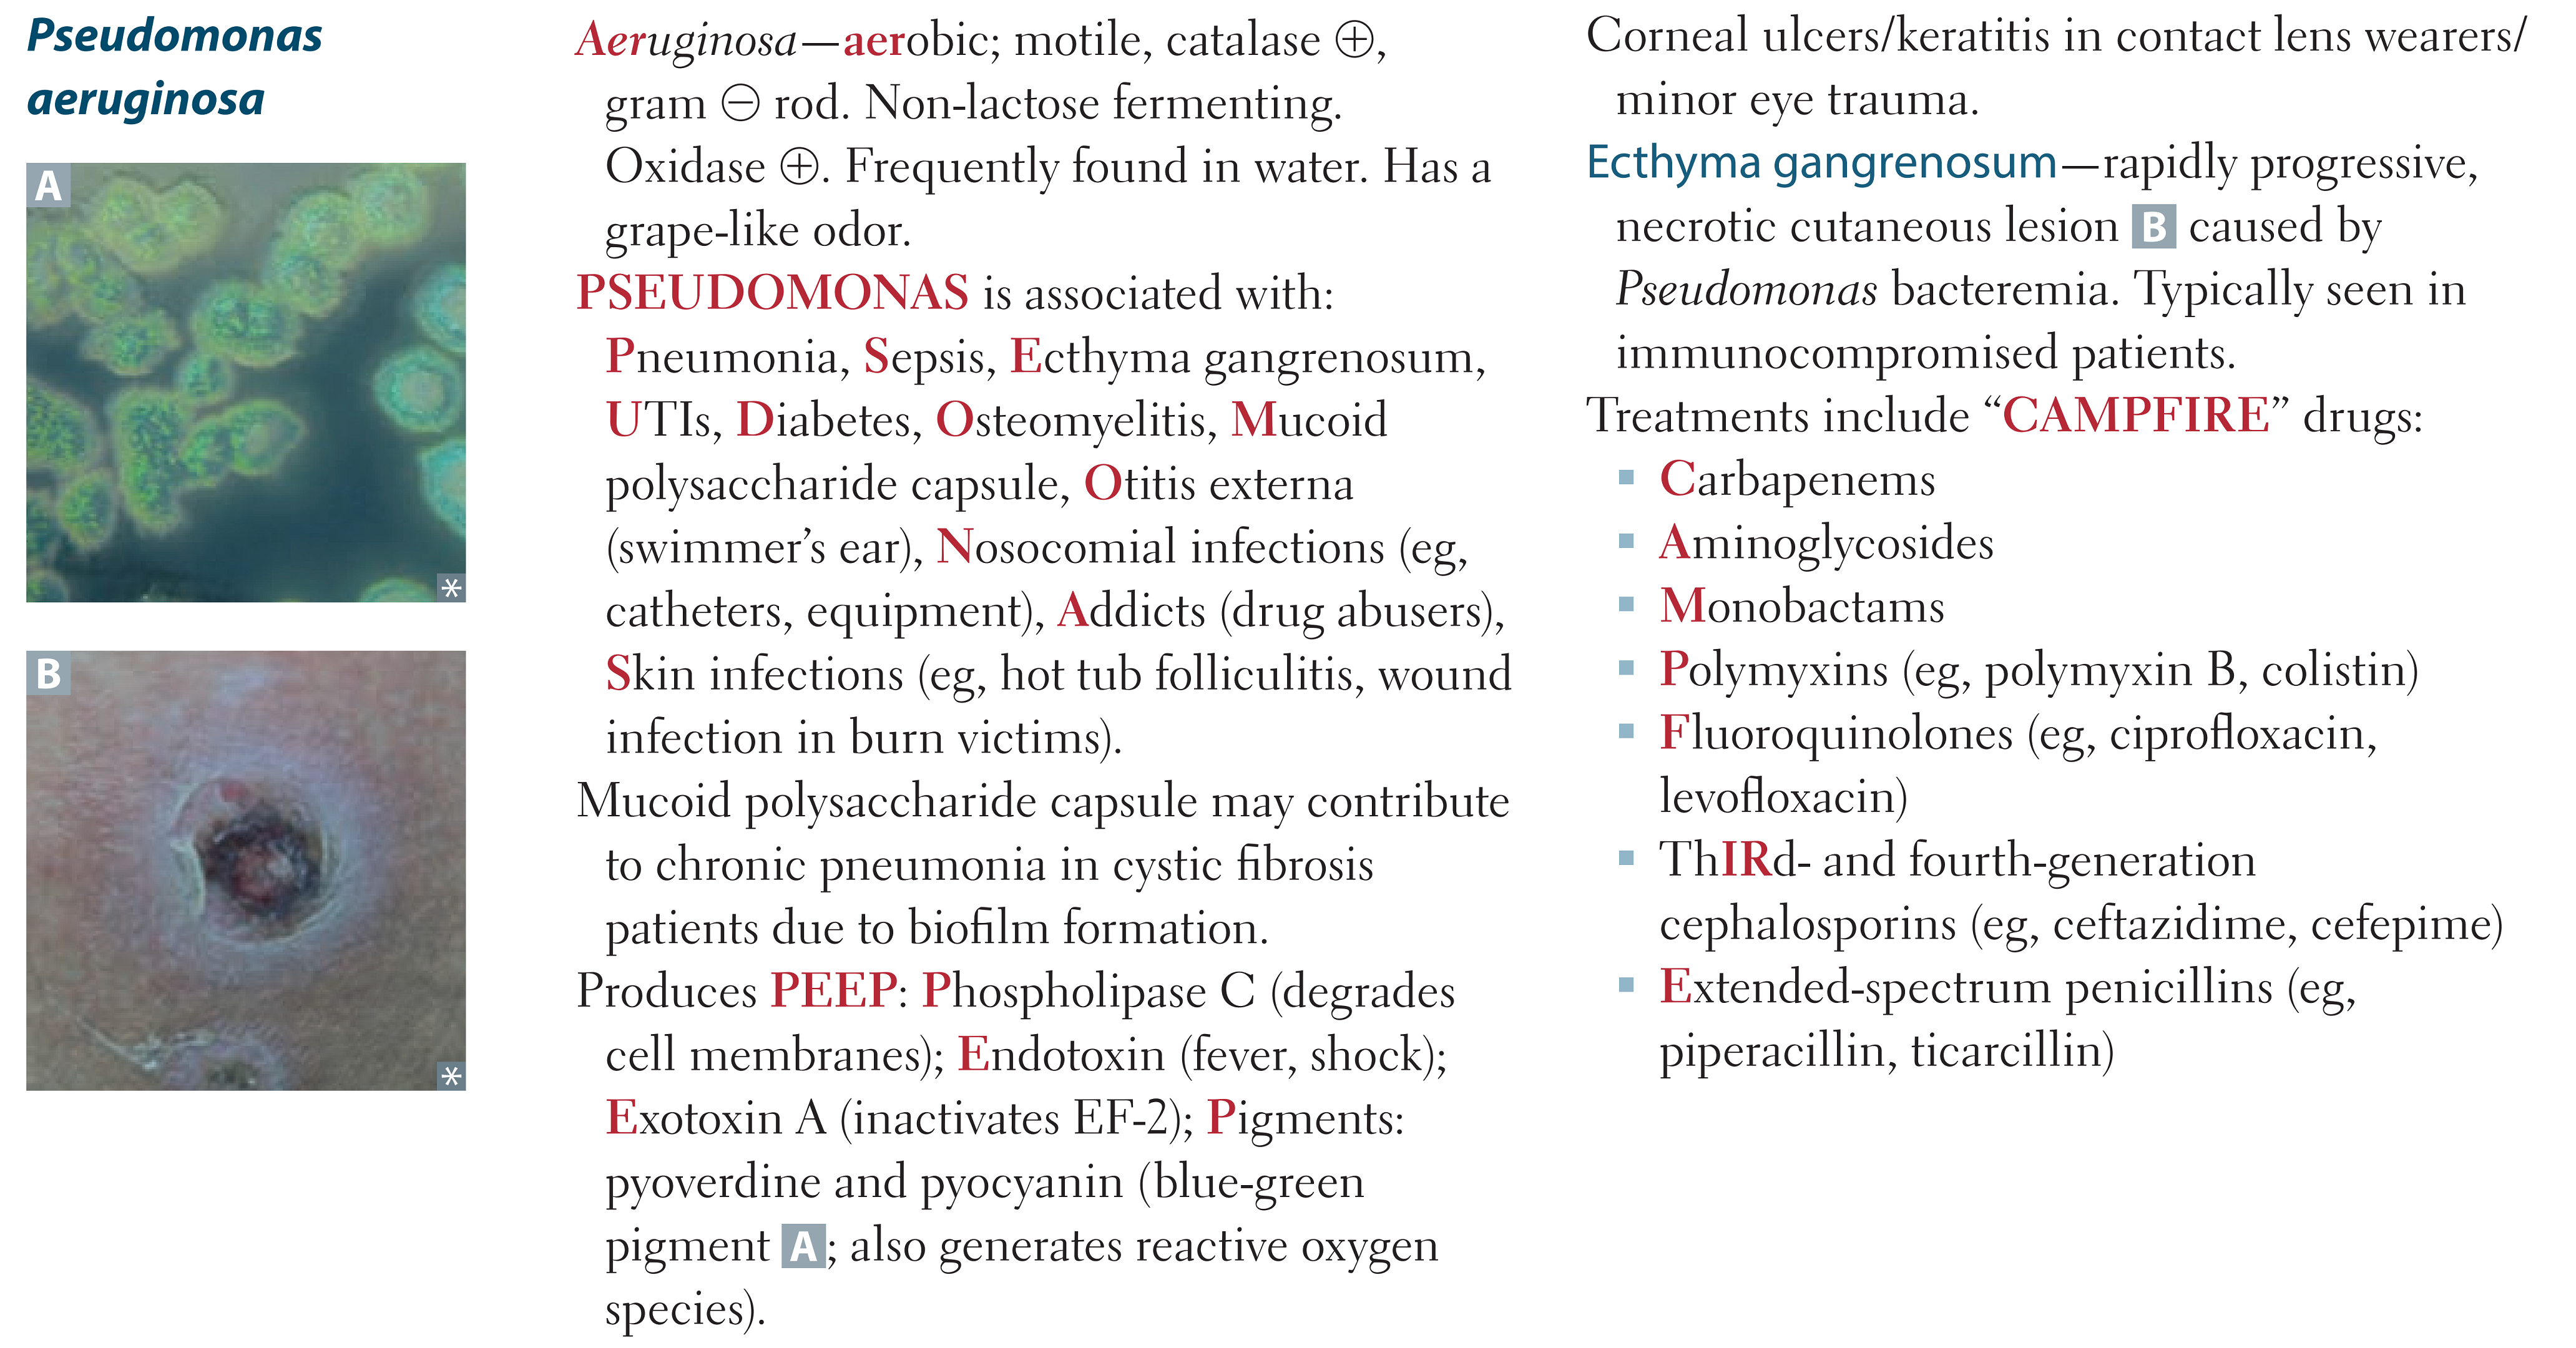 Pseudomonas
aeruginosa
A
*
B
*
Aeruginosa—aerobic; motile, catalase ⊕,
gram ⊖ rod. Non-lactose fermenting.
Oxidase ⊕. Frequently found in water. Has a
grape-like odor.
PSEUDOMONAS is associated with:
Pneumonia, Sepsis, Ecthyma gangrenosum,
UTIs, Diabetes, Osteomyelitis, Mucoid
polysaccharide capsule, Otitis externa
(swimmer’s ear), Nosocomial infections (eg,
catheters, equipment), Addicts (drug abusers),
Skin infections (eg, hot tub folliculitis, wound
infection in burn victims).
Mucoid polysaccharide capsule may contribute
to chronic pneumonia in cystic fibrosis
patients due to biofilm formation.
Produces PEEP: Phospholipase C (degrades
cell membranes); Endotoxin (fever, shock);
Exotoxin A (inactivates EF-2); Pigments:
pyoverdine and pyocyanin (blue-green
pigment A; also generates reactive oxygen
species).
Corneal ulcers/keratitis in contact lens wearers/
minor eye trauma.
Ecthyma gangrenosum—rapidly progressive,
necrotic cutaneous lesion B caused by
Pseudomonas bacteremia. Typically seen in
immunocompromised patients.
Treatments include “CAMPFIRE” drugs:
▪ Carbapenems
▪ Aminoglycosides
▪ Monobactams
▪ Polymyxins (eg, polymyxin B, colistin)
▪ Fluoroquinolones (eg, ciprofloxacin,
levofloxacin)
▪ ThIRd- and fourth-generation
cephalosporins (eg, ceftazidime, cefepime)
▪ Extended-spectrum penicillins (eg,
piperacillin, ticarcillin)